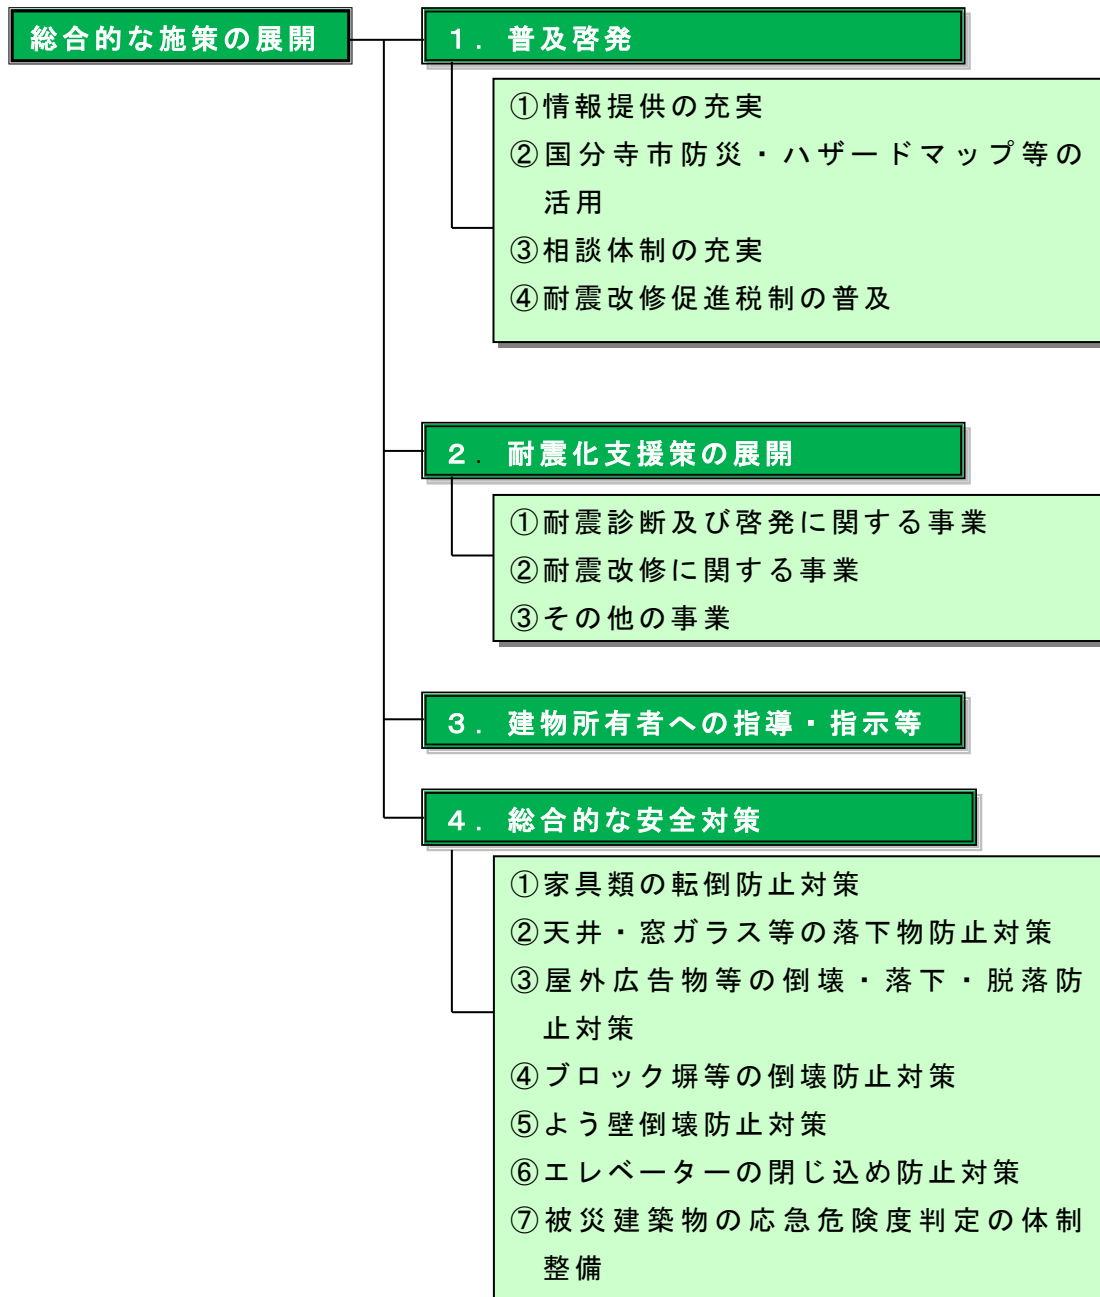 総合的な施策の展開
１．普及啓発
①情報提供の充実
②国分寺市防災・ハザードマップ等の
活用
③相談体制の充実
④耐震改修促進税制の普及
２．耐震化支援策の展開
①耐震診断及び啓発に関する事業
②耐震改修に関する事業
③その他の事業
３．建物所有者への指導・指示等
４．総合的な安全対策
①家具類の転倒防止対策
②天井・窓ガラス等の落下物防止対策
③屋外広告物等の倒壊・落下・脱落防
止対策
④ブロック塀等の倒壊防止対策
⑤よう壁倒壊防止対策
⑥エレベーターの閉じ込め防止対策
⑦被災建築物の応急危険度判定の体制
整備